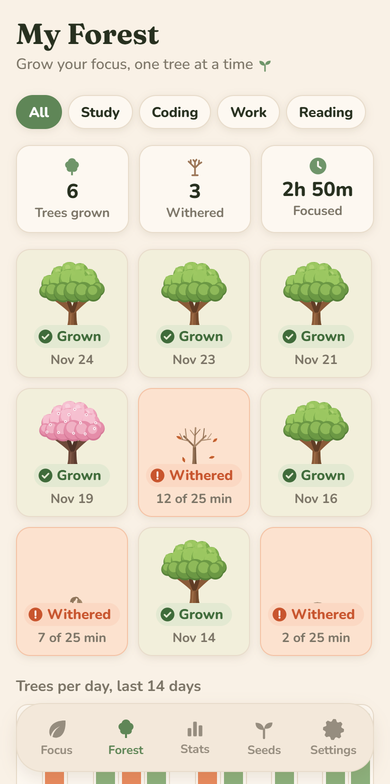 My Forest
Grow your focus, one tree at a time
All Study Coding Work Reading
6 3 2h 50m
Trees grown Withered Focused
Grown Grown Grown
Nov 24 Nov 23 Nov 21
Grown Withered Grown
Nov 19 12 of 25 min Nov 16
Withered Grown Withered
7 of 25 min Nov 14 2 of 25 min
Trees per day, last 14 days
Focus Forest Stats Seeds Settings